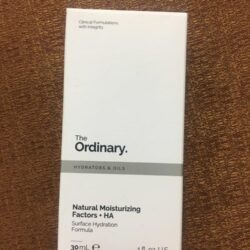 Clinical Formulations
with Integrity.
The
Ordinary.
HYDRATORS & OILS
Natural Moisturizing
Factors + HA
Surface Hydration
Formula
30 mL ℮